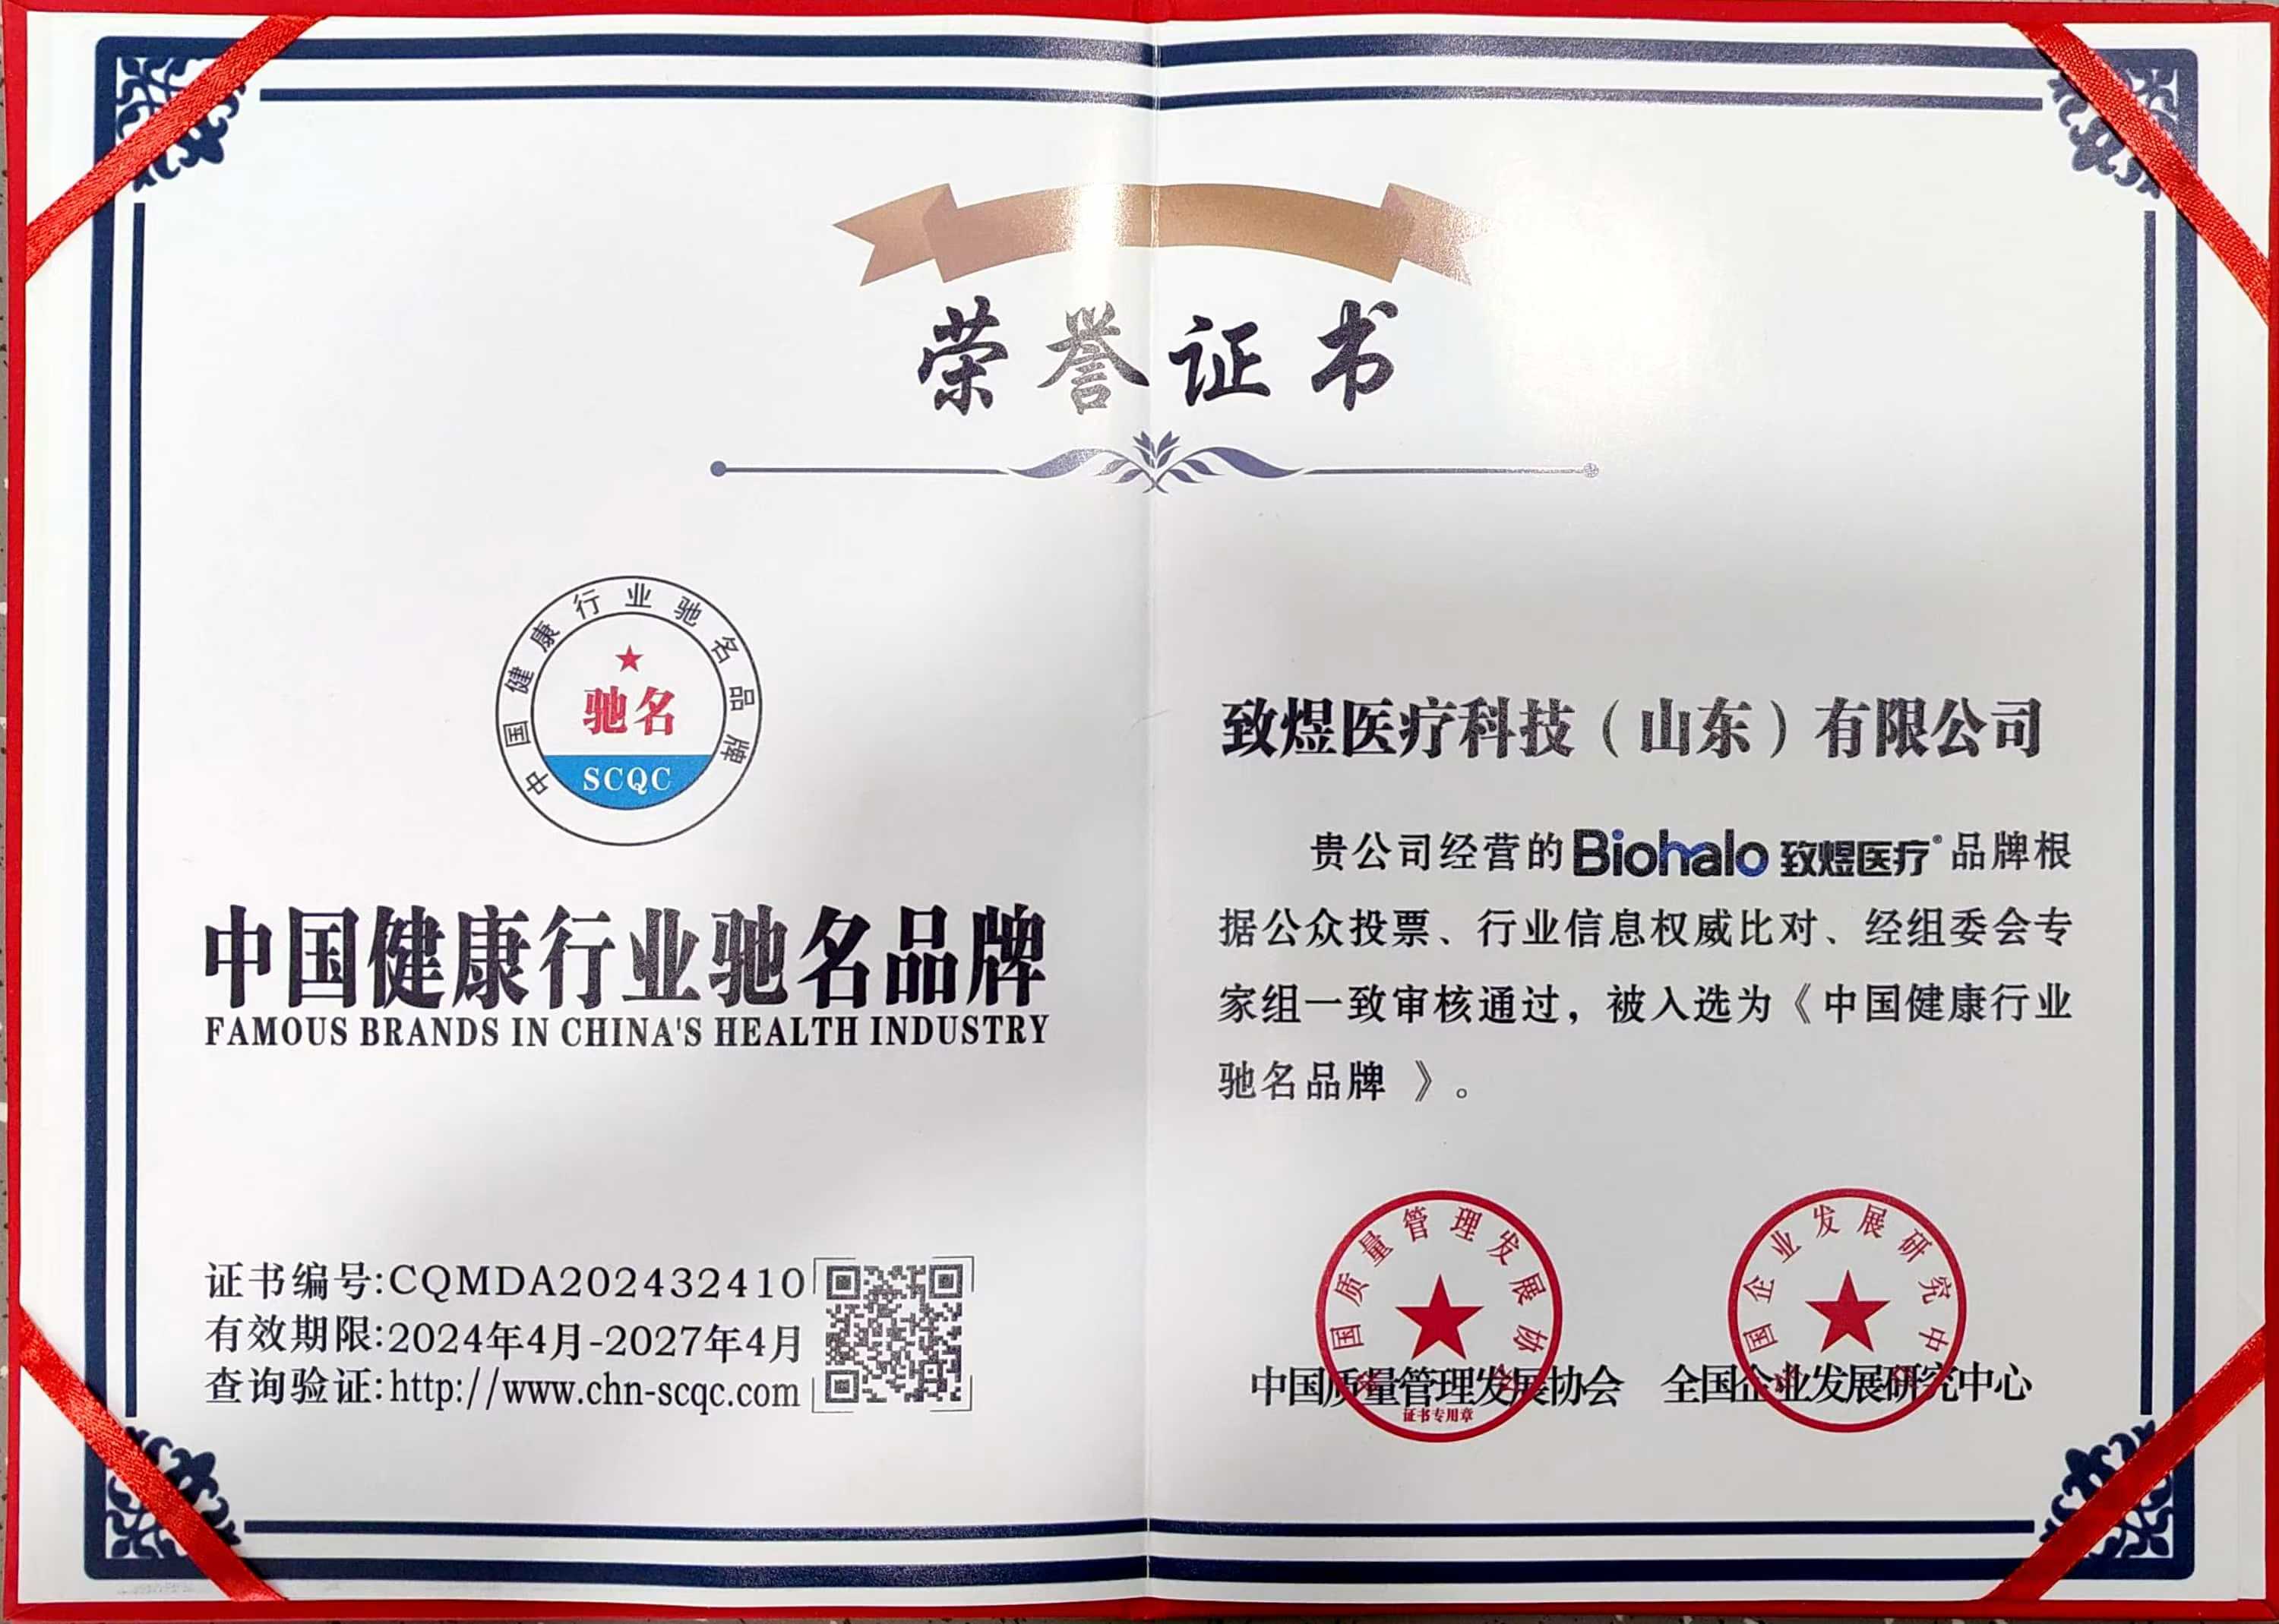 荣誉证书
中国健康行业驰名品牌
驰名
SCQC
中国健康行业驰名品牌
FAMOUS BRANDS IN CHINA'S HEALTH INDUSTRY
证书编号:CQMDA202432410
有效期限:2024年4月-2027年4月
查询验证:http://www.chn-scqc.com
致煜医疗科技（山东）有限公司
贵公司经营的Biohalo 致煜医疗®品牌根
据公众投票、行业信息权威比对、经组委会专
家组一致审核通过，被入选为《中国健康行业
驰名品牌 》。
国质量管理发展协
证书专用章
中国质量管理发展协会
国企业发展研究中
全国企业发展研究中心